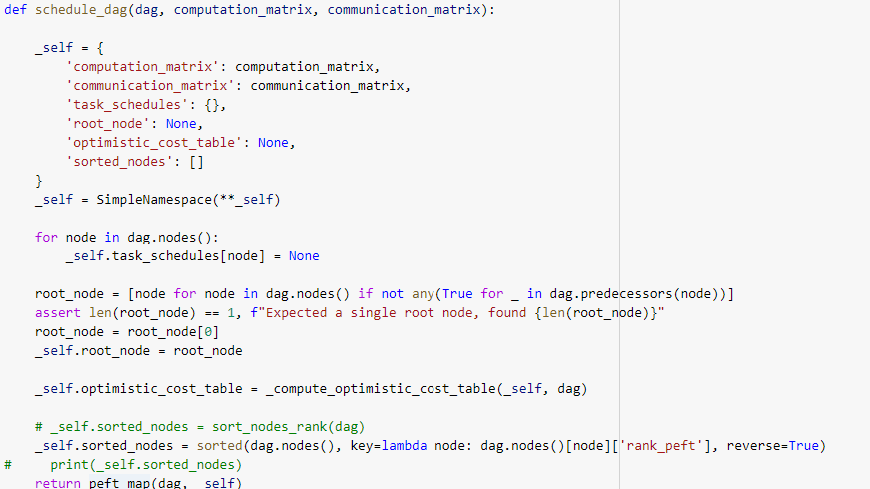 def schedule_dag(dag, computation_matrix, communication_matrix):
_self = {
'computation_matrix': computation_matrix,
'communication_matrix': communication_matrix,
'task_schedules': {},
'root_node': None,
'optimistic_cost_table': None,
'sorted_nodes': []
}
_self = SimpleNamespace(**_self)
for node in dag.nodes():
_self.task_schedules[node] = None
root_node = [node for node in dag.nodes() if not any(True for _ in dag.predecessors(node))]
assert len(root_node) == 1, f"Expected a single root node, found {len(root_node)}"
root_node = root_node[0]
_self.root_node = root_node
_self.optimistic_cost_table = _compute_optimistic_cost_table(_self, dag)
# _self.sorted_nodes = sort_nodes_rank(dag)
_self.sorted_nodes = sorted(dag.nodes(), key=lambda node: dag.nodes()[node]['rank_peft'], reverse=True)
# print(_self.sorted_nodes)
return peft_map(dag, _self)